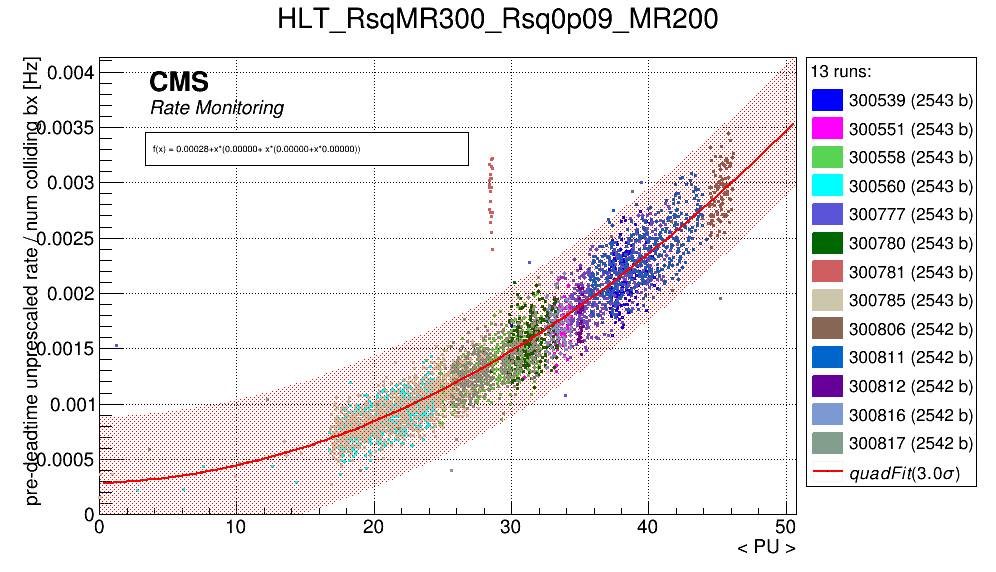 HLT_RsqMR300_Rsq0p09_MR200
pre-deadtime unprescaled rate / num colliding bx [Hz]
0.004
0.0035
0.003
0.0025
0.002
0.0015
0.001
0.0005
0
CMS
Rate Monitoring
f(x) = 0.00028+x*(0.00000+ x*(0.00000+x*0.00000))
0 10 20 30 40 50
< PU >
13 runs:
300539 (2543 b)
300551 (2543 b)
300558 (2543 b)
300560 (2543 b)
300777 (2543 b)
300780 (2543 b)
300781 (2543 b)
300785 (2543 b)
300806 (2542 b)
300811 (2542 b)
300812 (2542 b)
300816 (2542 b)
300817 (2542 b)
quadFit(3.0σ)